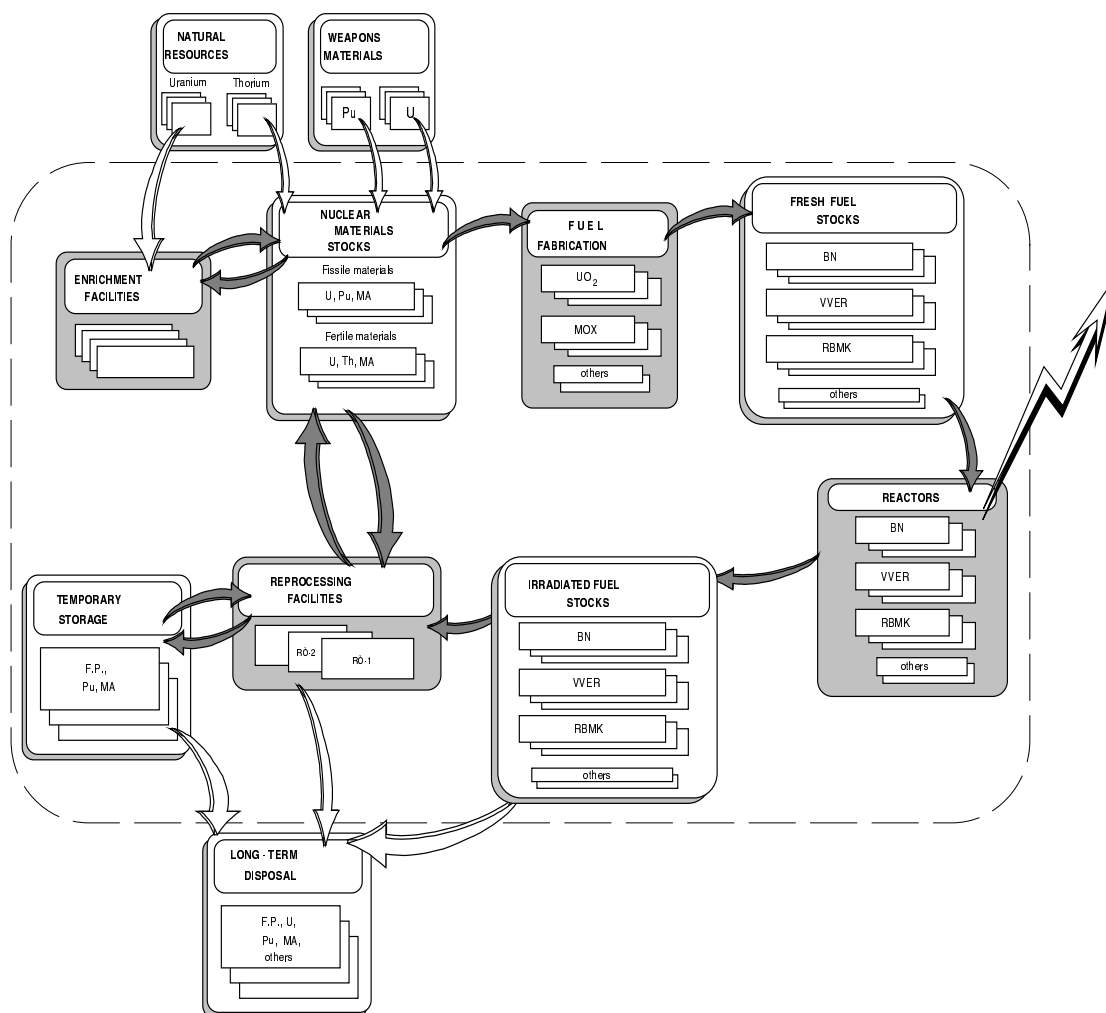 NATURAL
RESOURCES
Uranium Thorium
WEAPONS
MATERIALS
Pu U
NUCLEAR
MATERIALS
STOCKS
Fissile materials
U, Pu, MA
Fertile materials
U, Th, MA
ENRICHMENT
FACILITIES
FUEL
FABRICATION
UO2
MOX
others
FRESH FUEL
STOCKS
BN
VVER
RBMK
others
REACTORS
BN
VVER
RBMK
others
IRRADIATED FUEL
STOCKS
BN
VVER
RBMK
others
REPROCESSING
FACILITIES
RÒ-2
RÒ-1
TEMPORARY
STORAGE
F.P.,
Pu, MA
LONG-TERM
DISPOSAL
F.P., U,
Pu, MA,
others